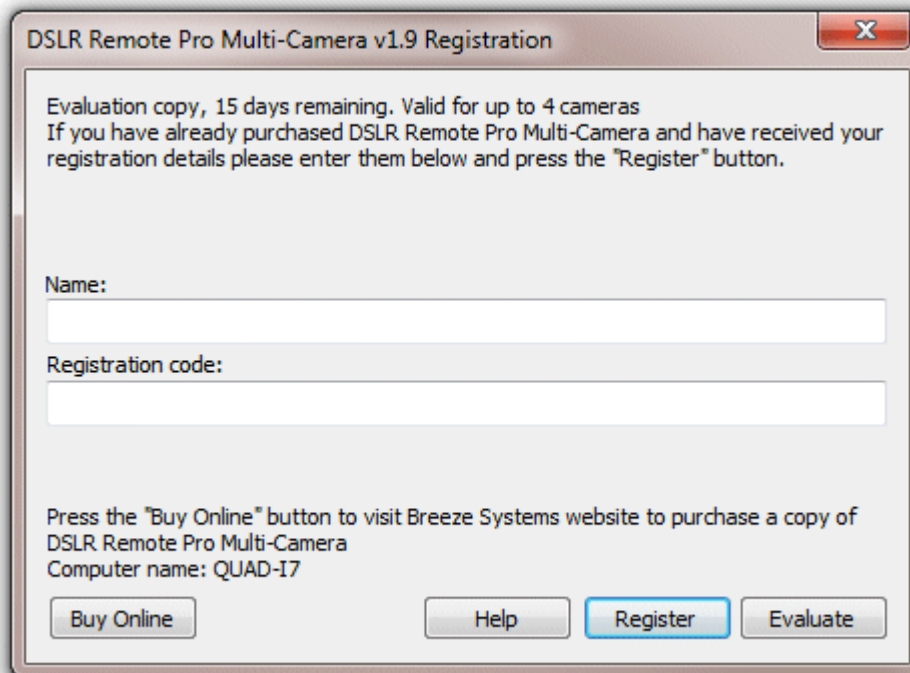 DSLR Remote Pro Multi-Camera v1.9 Registration
Evaluation copy, 15 days remaining. Valid for up to 4 cameras
If you have already purchased DSLR Remote Pro Multi-Camera and have received your
registration details please enter them below and press the "Register" button.
Name:
Registration code:
Press the "Buy Online" button to visit Breeze Systems website to purchase a copy of
DSLR Remote Pro Multi-Camera
Computer name: QUAD-I7
Buy Online Help Register Evaluate